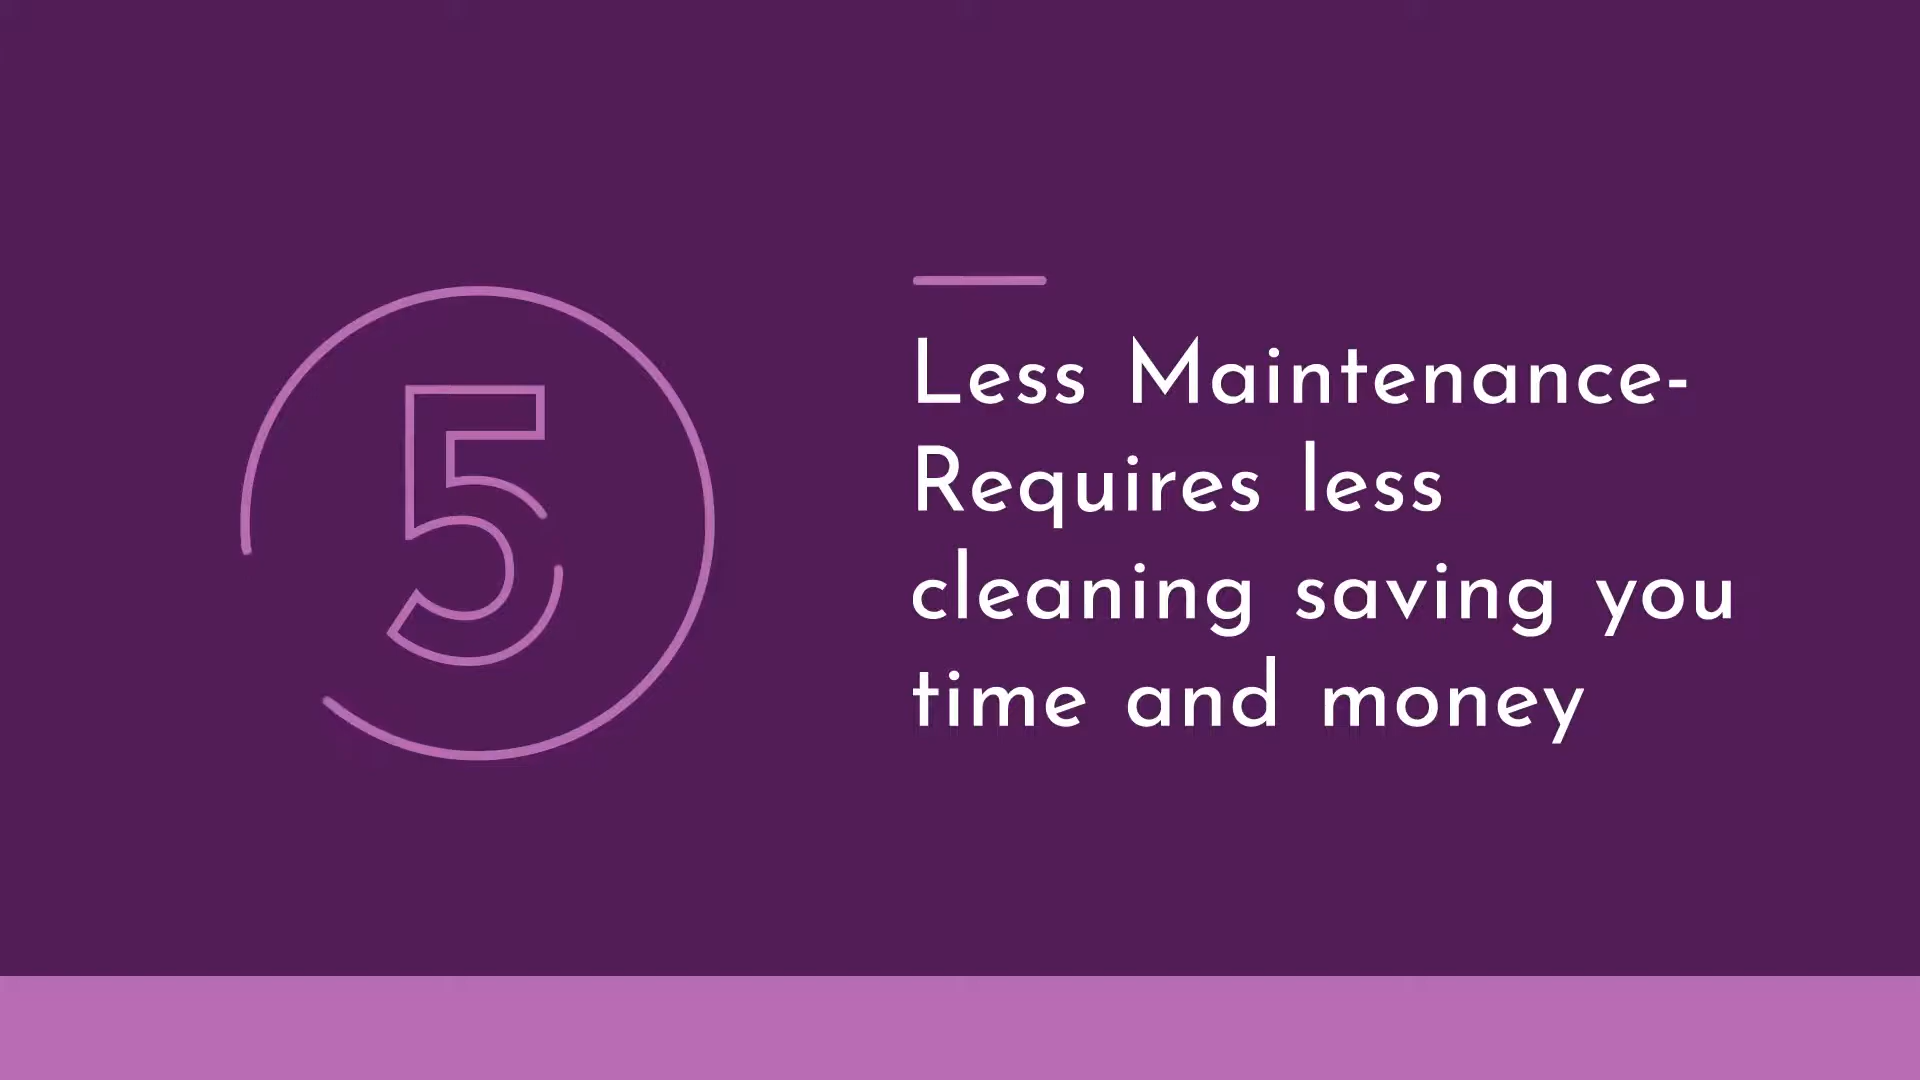 5
Less Maintenance-
Requires less
cleaning saving you
time and money